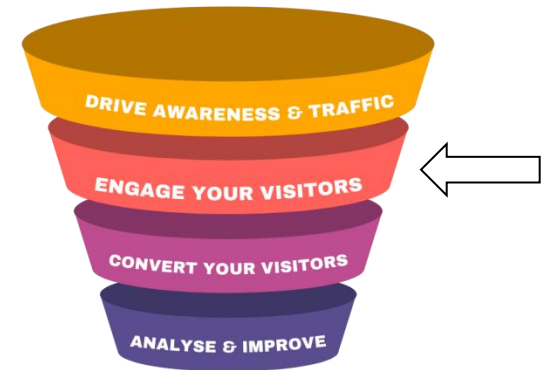 DRIVE AWARENESS & TRAFFIC
ENGAGE YOUR VISITORS
CONVERT YOUR VISITORS
ANALYSE & IMPROVE